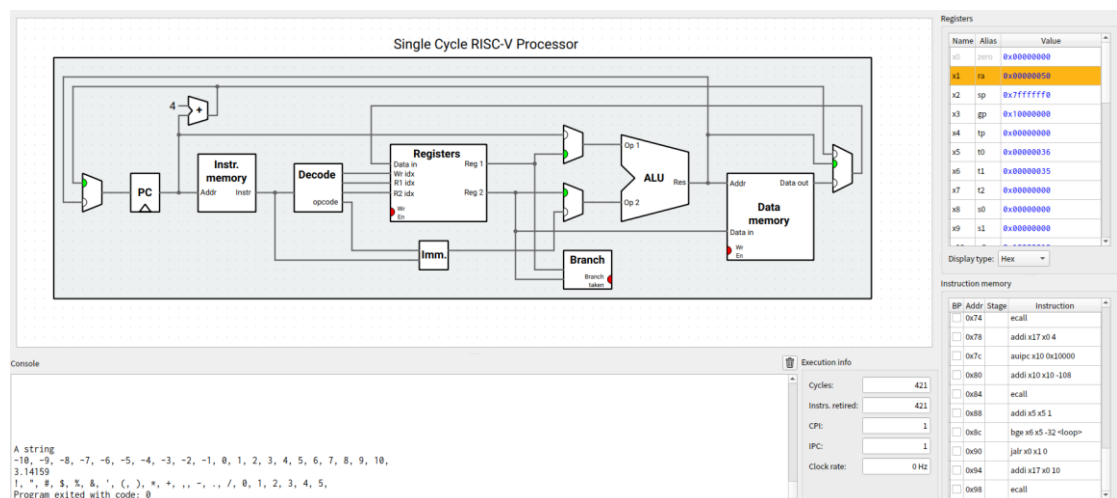 Single Cycle RISC-V Processor
4
+
PC
Instr.
memory
Addr Instr
Decode
opcode
Registers
Data in
Wr idx
R1 idx
R2 idx
Reg 1
Reg 2
Wr
En
Imm.
Op 1
Op 2
ALU
Res
Branch
Branch
taken
Addr Data out
Data
memory
Data in
Wr
En
Registers
Name Alias Value
x0 zero 0x00000000
x1 ra 0x00000050
x2 sp 0x7ffffff0
x3 gp 0x10000000
x4 tp 0x00000000
x5 t0 0x00000036
x6 t1 0x00000035
x7 t2 0x00000000
x8 s0 0x00000000
x9 s1 0x00000000
Display type: Hex
Instruction memory
BP Addr Stage Instruction
0x74 ecall
0x78 addi x17 x0 4
0x7c auipc x10 0x10000
0x80 addi x10 x10 -108
0x84 ecall
0x88 addi x5 x5 1
0x8c bge x6 x5 -32 <loop>
0x90 jalr x0 x1 0
0x94 addi x17 x0 10
0x98 ecall
Console
A string
-10, -9, -8, -7, -6, -5, -4, -3, -2, -1, 0, 1, 2, 3, 4, 5, 6, 7, 8, 9, 10,
3.14159
!, ", #, $, %, &, ', (, ), *, +, ,, -, ., /, 0, 1, 2, 3, 4, 5,
Program exited with code: 0
Execution info
Cycles: 421
Instrs. retired: 421
CPI: 1
IPC: 1
Clock rate: 0 Hz